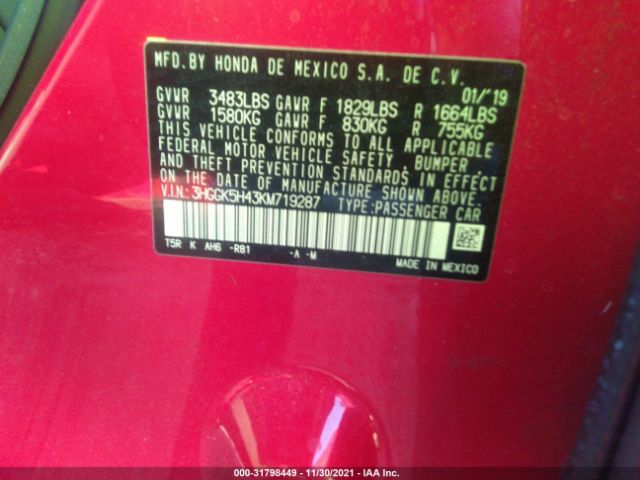 MFD. BY HONDA DE MEXICO S.A. DE C.V.
01/'19
GVWR 3483LBS GAWR F 1829LBS R 1664LBS
GVWR 1580KG GAWR F 830KG R 755KG
THIS VEHICLE CONFORMS TO ALL APPLICABLE
FEDERAL MOTOR VEHICLE SAFETY, BUMPER,
AND THEFT PREVENTION STANDARDS IN EFFECT
ON THE DATE OF MANUFACTURE SHOWN ABOVE.
V.I.N.: 3HGGK5H43KM719287 TYPE: PASSENGER CAR
T5R K AH6 -R81 -A -M
MADE IN MEXICO
000-31798449 — 11/30/2021 — IAA Inc.